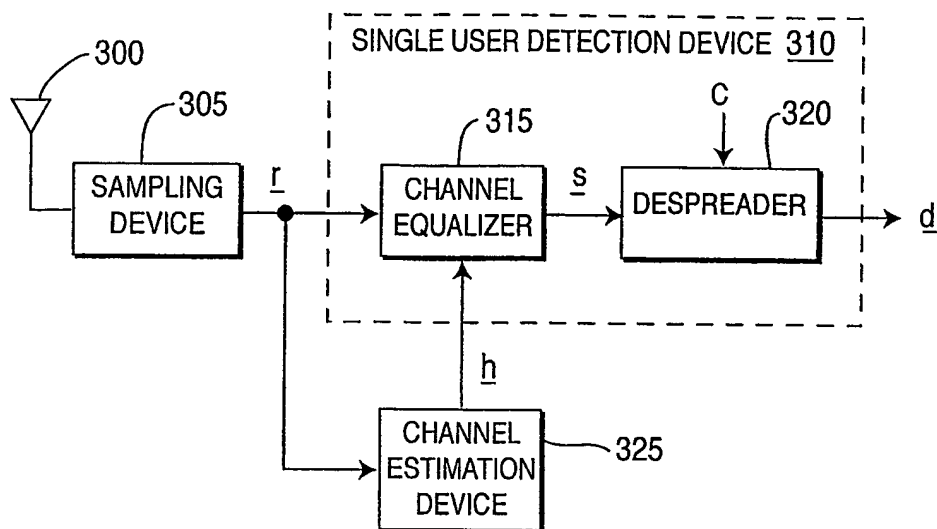 300
305
SAMPLING
DEVICE
r
SINGLE USER DETECTION DEVICE 310
315
CHANNEL
EQUALIZER
s
C
320
DESPREADER
d
h
CHANNEL
ESTIMATION
DEVICE
325